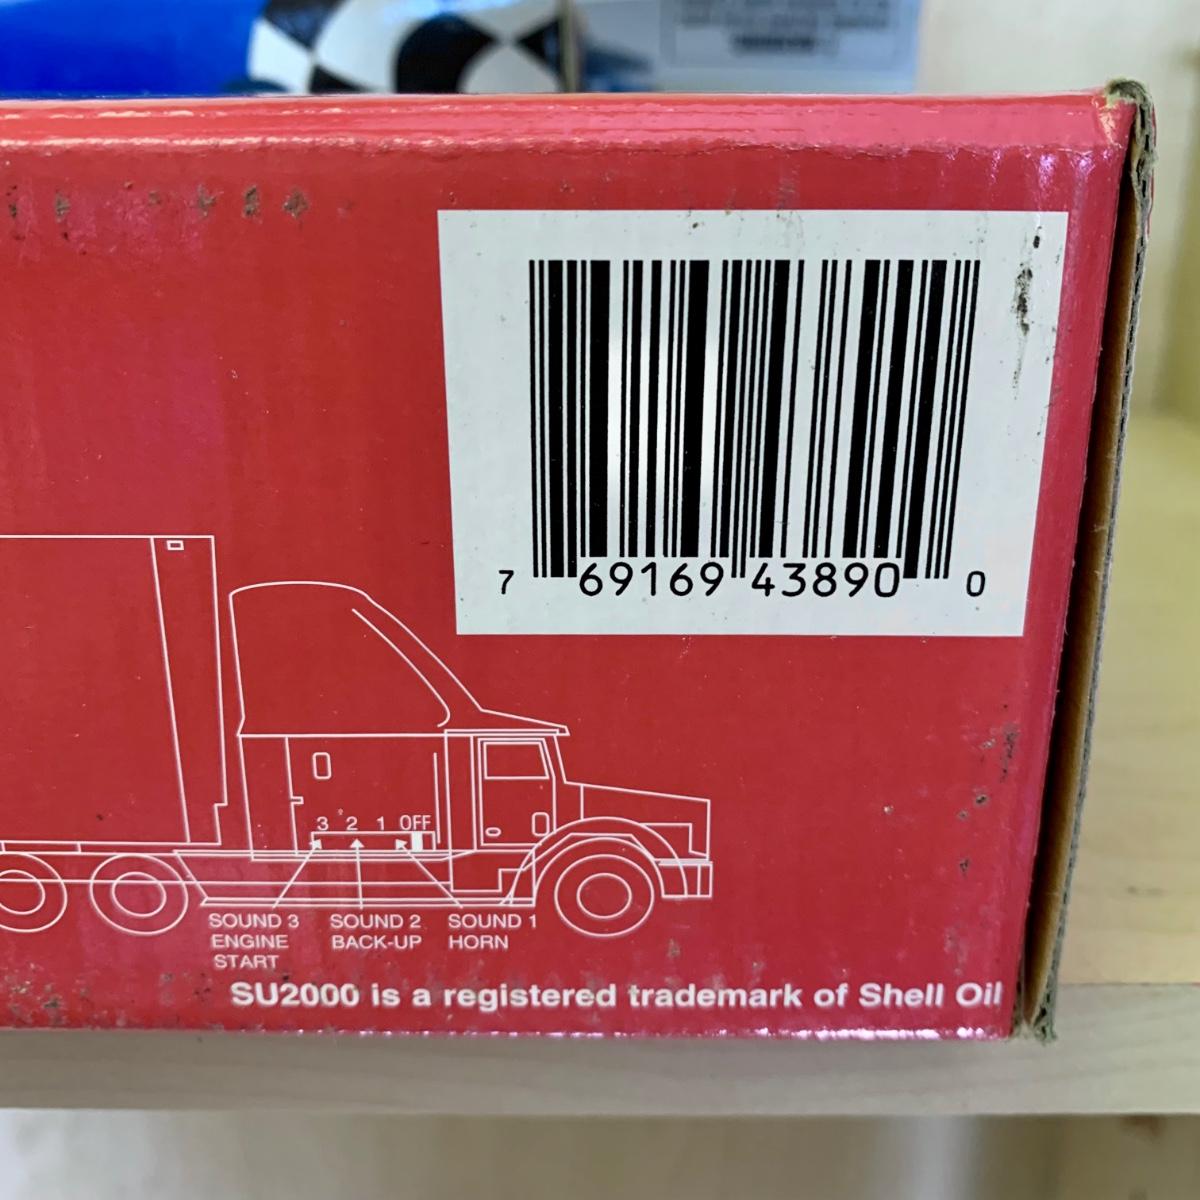 7 69169 43890 0
3 2 1 OFF
SOUND 3 ENGINE START
SOUND 2 BACK-UP
SOUND 1 HORN
SU2000 is a registered trademark of Shell Oil